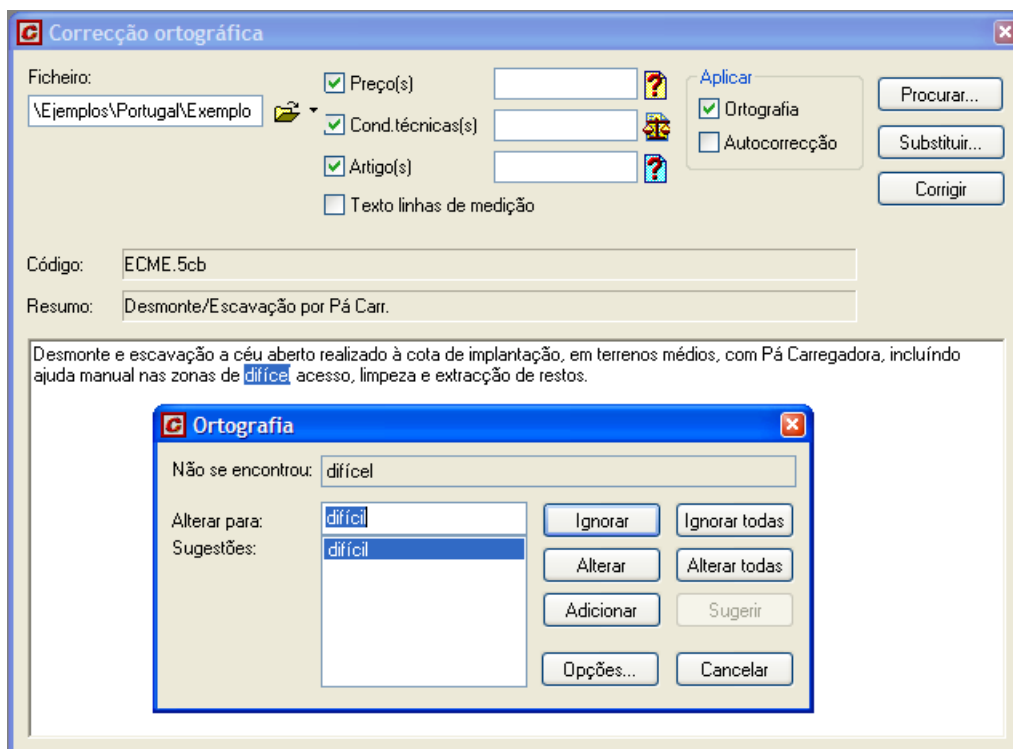 Correcção ortográfica
Ficheiro:
\Ejemplos\Portugal\Exemplo
Preço(s)
Cond.técnicas(s)
Artigo(s)
Texto linhas de medição
Aplicar
Ortografia
Autocorrecção
Procurar...
Substituir...
Corrigir
Código: ECME.5cb
Resumo: Desmonte/Escavação por Pá Carr.
Desmonte e escavação a céu aberto realizado à cota de implantação, em terrenos médios, com Pá Carregadora, incluíndo
ajuda manual nas zonas de difícel acesso, limpeza e extracção de restos.
Ortografia
Não se encontrou: difícel
Alterar para: difícil
Sugestões: difícil
Ignorar
Ignorar todas
Alterar
Alterar todas
Adicionar
Sugerir
Opções...
Cancelar